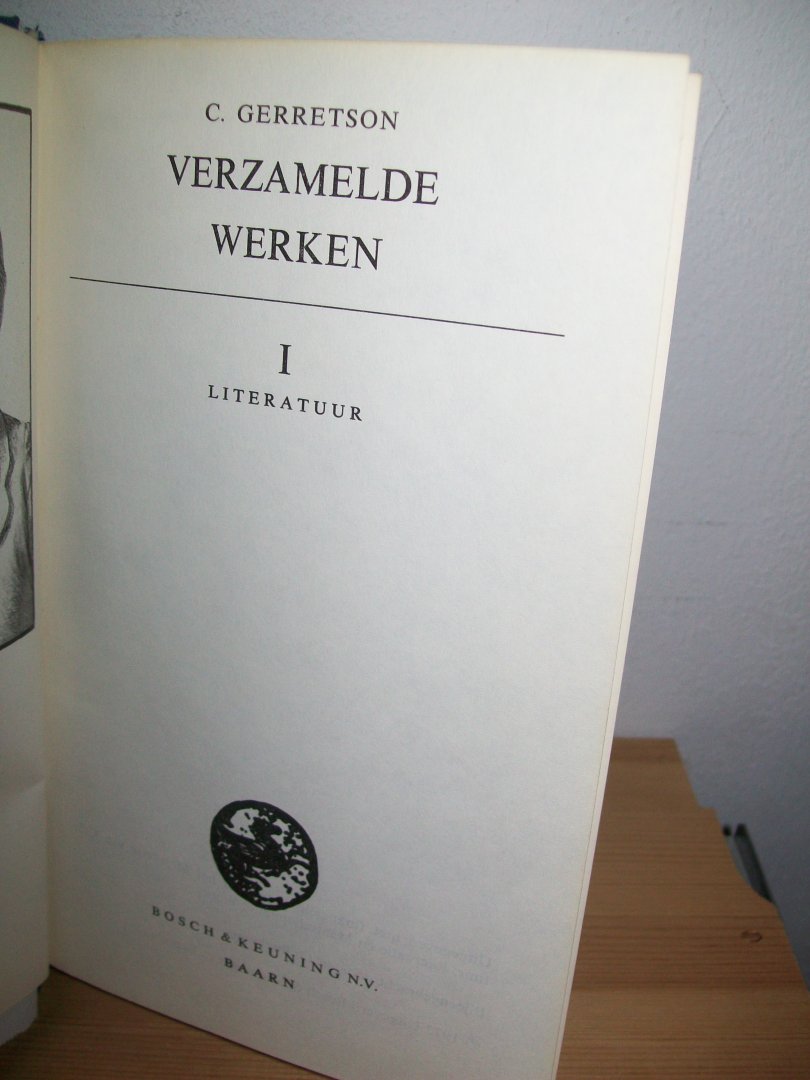 C. GERRETSON
VERZAMELDE
WERKEN
I
LITERATUUR
BOSCH & KEUNING N.V.
BAARN